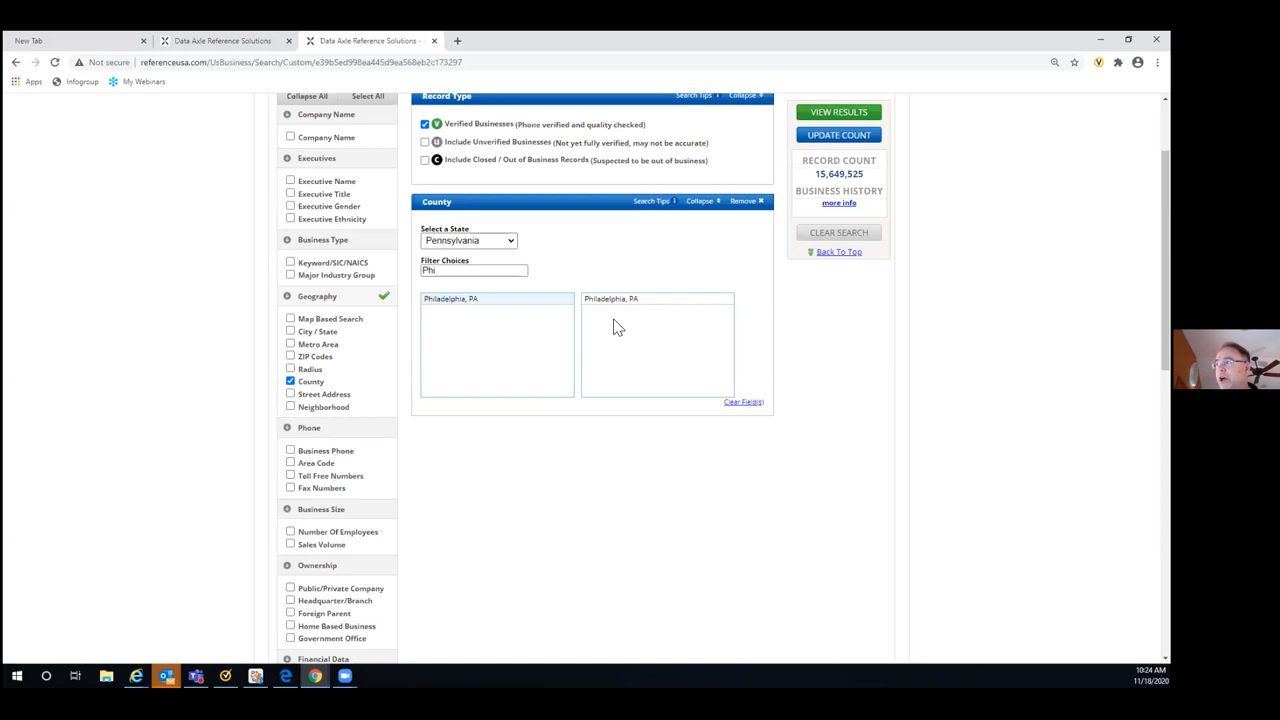 New Tab
Data Axle Reference Solutions
Data Axle Reference Solutions -
Not secure
referenceusa.com/UsBusiness/Search/Custom/e39b5ed998ea445d9ea568eb2c173297
Apps
Infogroup
My Webinars
Collapse All
Select All
Company Name
Company Name
Executives
Executive Name
Executive Title
Executive Gender
Executive Ethnicity
Business Type
Keyword/SIC/NAICS
Major Industry Group
Geography
Map Based Search
City / State
Metro Area
ZIP Codes
Radius
County
Street Address
Neighborhood
Phone
Business Phone
Area Code
Toll Free Numbers
Fax Numbers
Business Size
Number Of Employees
Sales Volume
Ownership
Public/Private Company
Headquarter/Branch
Foreign Parent
Home Based Business
Government Office
Financial Data
Record Type
Search Tips
Collapse
V Verified Businesses (Phone verified and quality checked)
U Include Unverified Businesses (Not yet fully verified, may not be accurate)
C Include Closed / Out of Business Records (Suspected to be out of business)
County
Search Tips
Collapse
Remove
Select a State
Pennsylvania
Filter Choices
Phi
Philadelphia, PA
Philadelphia, PA
Clear Field(s)
VIEW RESULTS
UPDATE COUNT
RECORD COUNT
15,649,525
BUSINESS HISTORY
more info
CLEAR SEARCH
Back To Top
10:24 AM
11/18/2020